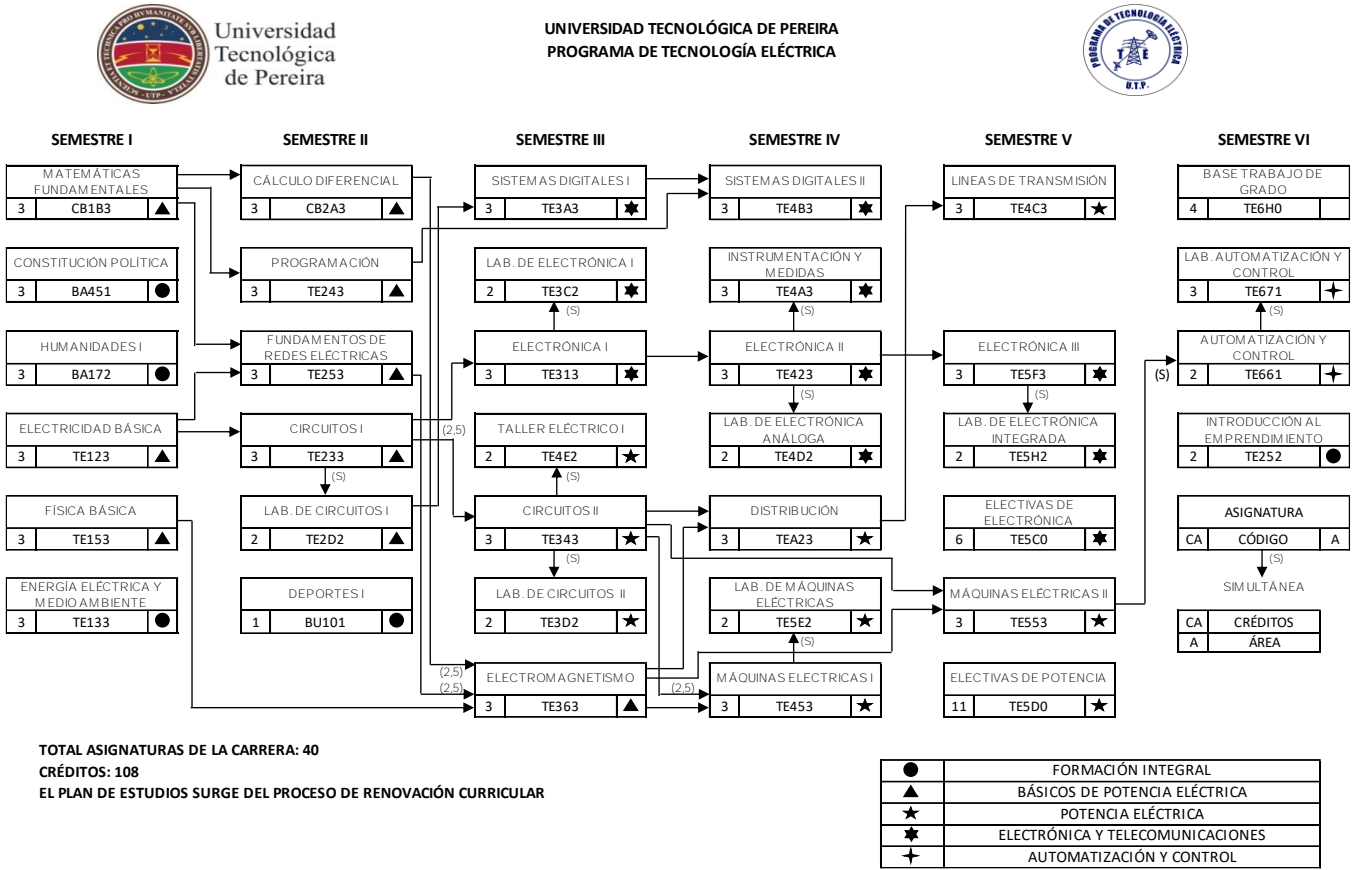 Universidad
Tecnológica
de Pereira
UNIVERSIDAD TECNOLÓGICA DE PEREIRA
PROGRAMA DE TECNOLOGÍA ELÉCTRICA
PROGRAMA DE TECNOLOGÍA ELÉCTRICA
T E
U.T.P.
SEMESTRE I
SEMESTRE II
SEMESTRE III
SEMESTRE IV
SEMESTRE V
SEMESTRE VI
MATEMÁTICAS
FUNDAMENTALES
3 CB1B3
CÁLCULO DIFERENCIAL
3 CB2A3
SISTEMAS DIGITALES I
3 TE3A3
SISTEMAS DIGITALES II
3 TE4B3
LINEAS DE TRANSMISIÓN
3 TE4C3
BASE TRABAJO DE
GRADO
4 TE6H0
CONSTITUCIÓN POLÍTICA
3 BA451
PROGRAMACIÓN
3 TE243
LAB. DE ELECTRÓNICA I
2 TE3C2
INSTRUMENTACIÓN Y
MEDIDAS
3 TE4A3
LAB. AUTOMATIZACIÓN Y
CONTROL
3 TE671
(S)
(S)
(S)
HUMANIDADES I
3 BA172
FUNDAMENTOS DE
REDES ELÉCTRICAS
3 TE253
ELECTRÓNICA I
3 TE313
ELECTRÓNICA II
3 TE423
ELECTRÓNICA III
3 TE5F3
(S)
AUTOMATIZACIÓN Y
CONTROL
2 TE661
(S)
(S)
ELECTRICIDAD BÁSICA
3 TE123
CIRCUITOS I
3 TE233
(2,5)
TALLER ELÉCTRICO I
2 TE4E2
LAB. DE ELECTRÓNICA
ANÁLOGA
2 TE4D2
LAB. DE ELECTRÓNICA
INTEGRADA
2 TE5H2
INTRODUCCIÓN AL
EMPRENDIMIENTO
2 TE252
(S)
(S)
FÍSICA BÁSICA
3 TE153
LAB. DE CIRCUITOS I
2 TE2D2
CIRCUITOS II
3 TE343
DISTRIBUCIÓN
3 TEA23
ELECTIVAS DE
ELECTRÓNICA
6 TE5C0
ASIGNATURA
CA CÓDIGO A
(S)
(S)
SIMULTÁNEA
ENERGÍA ELÉCTRICA Y
MEDIO AMBIENTE
3 TE133
DEPORTES I
1 BU101
LAB. DE CIRCUITOS II
2 TE3D2
LAB. DE MÁQUINAS
ELÉCTRICAS
2 TE5E2
MÁQUINAS ELÉCTRICAS II
3 TE553
CA CRÉDITOS
A ÁREA
(S)
(2,5)
(2,5)
ELECTROMAGNETISMO
3 TE363
(2,5)
MÁQUINAS ELECTRICAS I
3 TE453
ELECTIVAS DE POTENCIA
11 TE5D0
TOTAL ASIGNATURAS DE LA CARRERA: 40
CRÉDITOS: 108
EL PLAN DE ESTUDIOS SURGE DEL PROCESO DE RENOVACIÓN CURRICULAR
FORMACIÓN INTEGRAL
BÁSICOS DE POTENCIA ELÉCTRICA
POTENCIA ELÉCTRICA
ELECTRÓNICA Y TELECOMUNICACIONES
AUTOMATIZACIÓN Y CONTROL